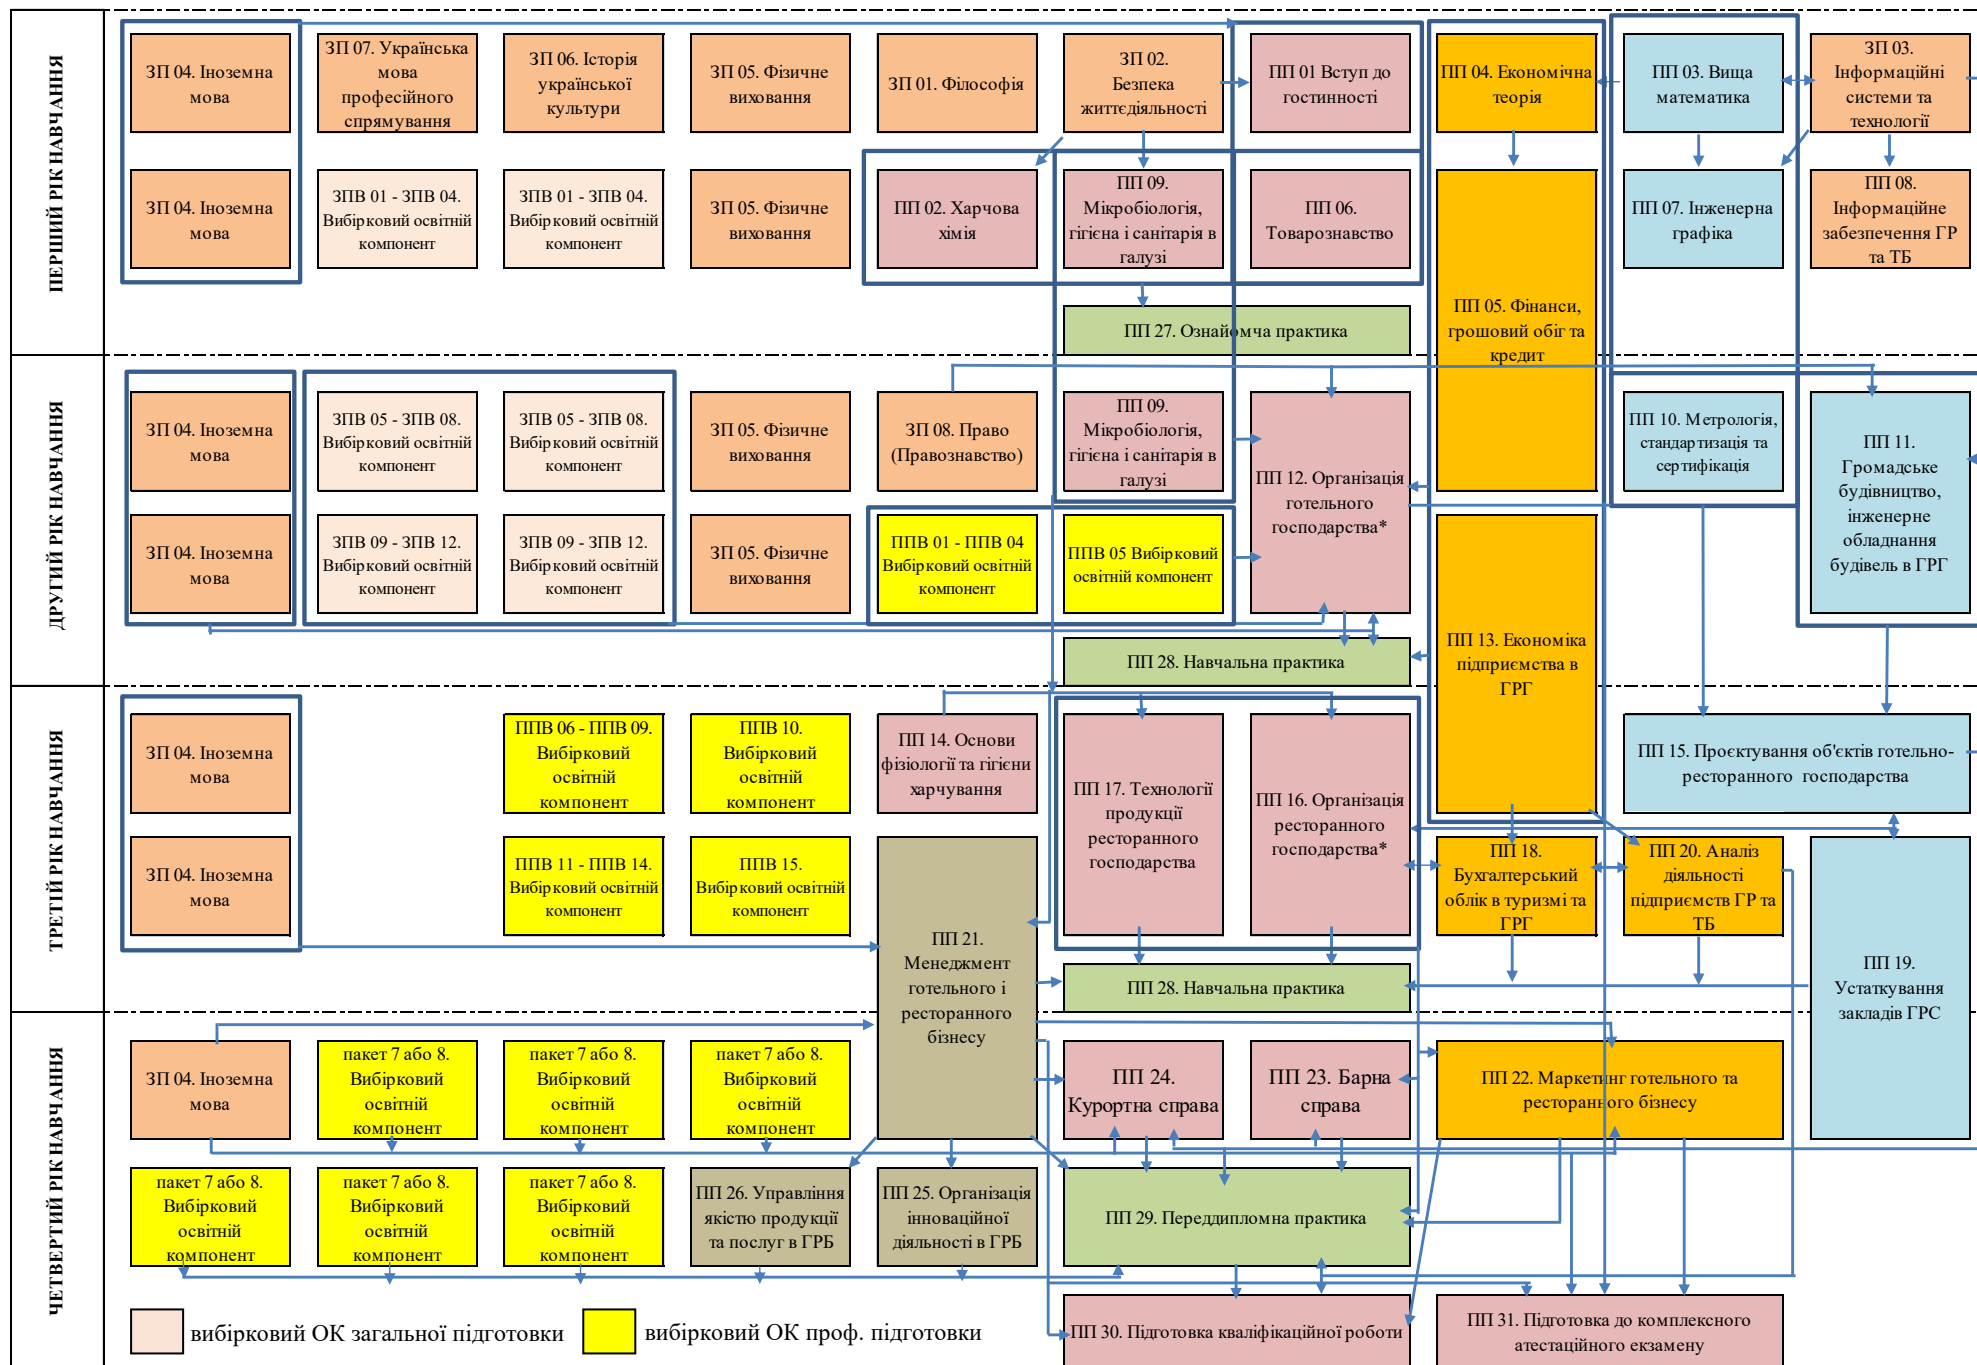 ПЕРШИЙ РІК НАВЧАННЯ
ЗП 04. Іноземна
мова
ЗП 07. Українська
мова
професійного
спрямування
ЗП 06. Історія
української
культури
ЗП 05. Фізичне
виховання
ЗП 01. Філософія
ЗП 02.
Безпека
життєдіяльності
ПП 01 Вступ до
гостинності
ПП 04. Економічна
теорія
ПП 03. Вища
математика
ЗП 03.
Інформаційні
системи та
технології
ЗП 04. Іноземна
мова
ЗПВ 01 - ЗПВ 04.
Вибірковий освітній
компонент
ЗПВ 01 - ЗПВ 04.
Вибірковий освітній
компонент
ЗП 05. Фізичне
виховання
ПП 02. Харчова
хімія
ПП 09.
Мікробіологія,
гігієна і санітарія в
галузі
ПП 06.
Товарознавство
ПП 05. Фінанси,
грошовий обіг та
кредит
ПП 07. Інженерна
графіка
ПП 08.
Інформаційне
забезпечення ГР
та ТБ
ПП 27. Ознайомча практика
ДРУГИЙ РІК НАВЧАННЯ
ЗП 04. Іноземна
мова
ЗПВ 05 - ЗПВ 08.
Вибірковий освітній
компонент
ЗПВ 05 - ЗПВ 08.
Вибірковий освітній
компонент
ЗП 05. Фізичне
виховання
ЗП 08. Право
(Правознавство)
ПП 09.
Мікробіологія,
гігієна і санітарія в
галузі
ПП 12. Організація
готельного
господарства*
ПП 10. Метрологія,
стандартизація та
сертифікація
ПП 11.
Громадське
будівництво,
інженерне
обладнання
будівель в ГРГ
ЗП 04. Іноземна
мова
ЗПВ 09 - ЗПВ 12.
Вибірковий освітній
компонент
ЗПВ 09 - ЗПВ 12.
Вибірковий освітній
компонент
ЗП 05. Фізичне
виховання
ППВ 01 - ППВ 04
Вибірковий освітній
компонент
ППВ 05 Вибірковий
освітній компонент
ПП 13. Економіка
підприємства в
ГРГ
ПП 28. Навчальна практика
ТРЕТІЙ РІК НАВЧАННЯ
ЗП 04. Іноземна
мова
ППВ 06 - ППВ 09.
Вибірковий
освітній
компонент
ППВ 10.
Вибірковий
освітній
компонент
ПП 14. Основи
фізіології та гігієни
харчування
ПП 17. Технології
продукції
ресторанного
господарства
ПП 16. Організація
ресторанного
господарства*
ПП 15. Проєктування об'єктів готельно-
ресторанного господарства
ЗП 04. Іноземна
мова
ППВ 11 - ППВ 14.
Вибірковий освітній
компонент
ППВ 15.
Вибірковий освітній
компонент
ПП 21.
Менеджмент
готельного і
ресторанного
бізнесу
ПП 18.
Бухгалтерський
облік в туризмі та
ГРГ
ПП 20. Аналіз
діяльності
підприємств ГР та
ТБ
ПП 19.
Устаткування
закладів ГРС
ПП 28. Навчальна практика
ЧЕТВЕРТИЙ РІК НАВЧАННЯ
ЗП 04. Іноземна
мова
пакет 7 або 8.
Вибірковий
освітній
компонент
пакет 7 або 8.
Вибірковий
освітній
компонент
пакет 7 або 8.
Вибірковий
освітній
компонент
ПП 24.
Курортна справа
ПП 23. Барна
справа
ПП 22. Маркетинг готельного та
ресторанного бізнесу
пакет 7 або 8.
Вибірковий
освітній
компонент
пакет 7 або 8.
Вибірковий
освітній
компонент
пакет 7 або 8.
Вибірковий
освітній
компонент
ПП 26. Управління
якістю продукції
та послуг в ГРБ
ПП 25. Організація
інноваційної
діяльності в ГРБ
ПП 29. Переддипломна практика
вибірковий ОК загальної підготовки
вибірковий ОК проф. підготовки
ПП 30. Підготовка кваліфікаційної роботи
ПП 31. Підготовка до комплексного
атестаційного екзамену